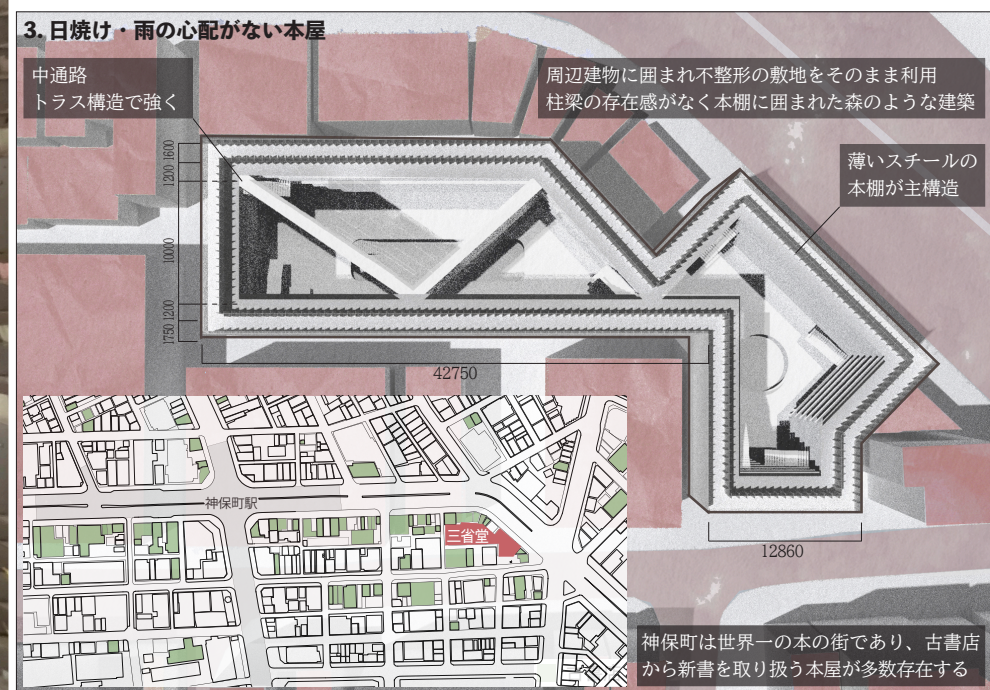 3. 日焼け・雨の心配がない本屋
中通路
トラス構造で強く
周辺建物に囲まれ不整形の敷地をそのまま利用
柱梁の存在感がなく本棚に囲まれた森のような建築
薄いスチールの
本棚が主構造
1600
1200
10000
1200
1750
42750
12860
神保町駅
三省堂
神保町は世界一の本の街であり、古書店
から新書を取り扱う本屋が多数存在する